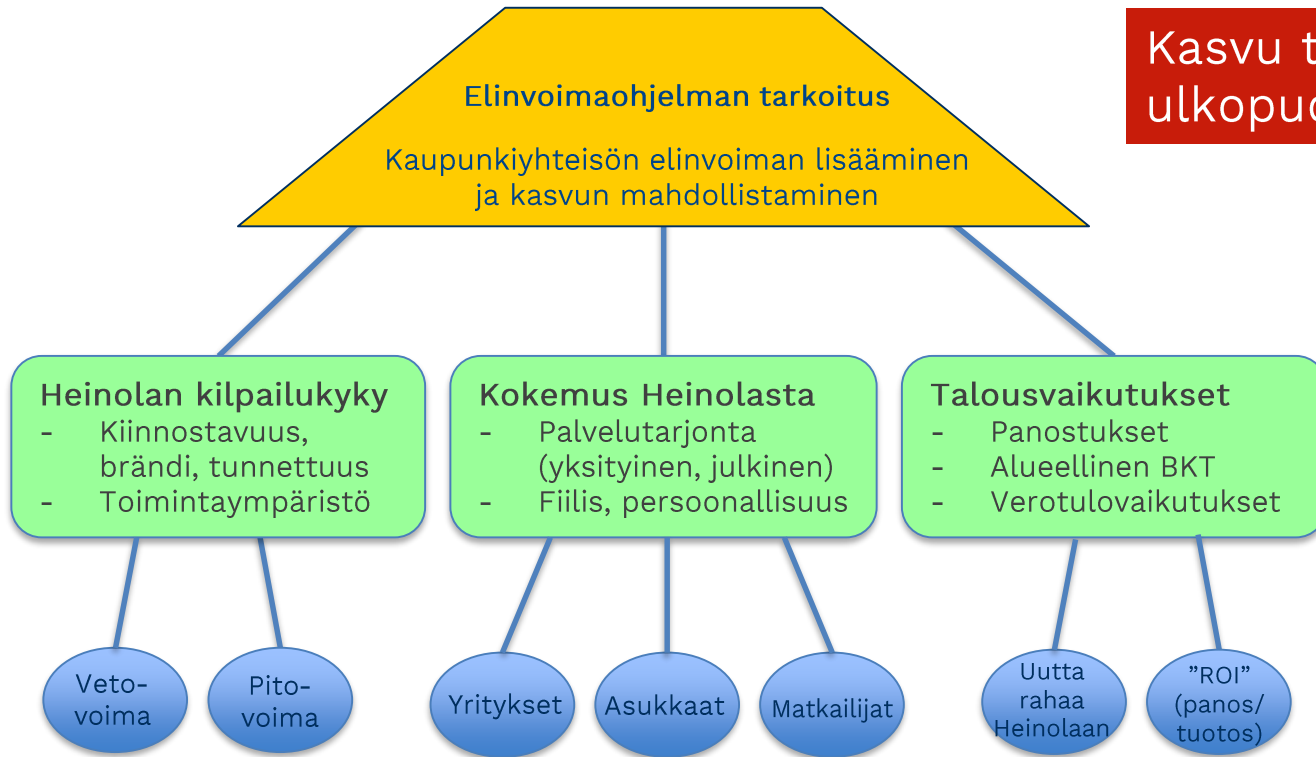 Kasvu
Elinvoimaohjelman tarkoitus
Kaupunkiyhteisön elinvoiman lisääminen
ja kasvun mahdollistaminen
Heinolan kilpailukyky
- Kiinnostavuus,
brändi, tunnettuus
- Toimintaympäristö
Kokemus Heinolasta
- Palvelutarjonta
(yksityinen, julkinen)
- Fiilis, persoonallisuus
Talousvaikutukset
- Panostukset
- Alueellinen BKT
- Verotulovaikutukset
Veto-
voima
Pito-
voima
Yritykset
Asukkaat
Matkailijat
Uutta
rahaa
Heinolaan
"ROI"
(panos/
tuotos)